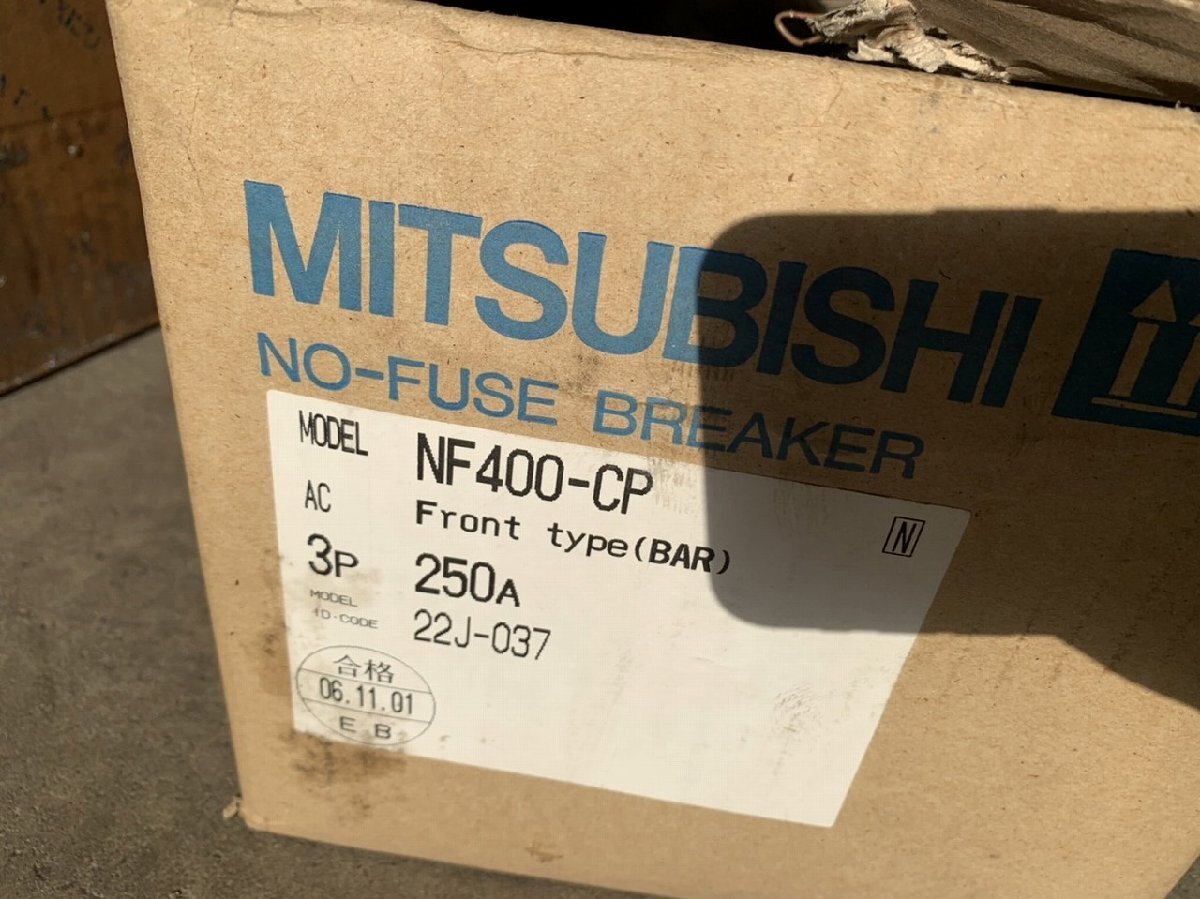 MITSUBISHI
NO-FUSE BREAKER
MODEL NF400-CP
AC Front type(BAR) N
3P 250A
MODEL
ID-CODE 22J-037
合格
06.11.01
E B